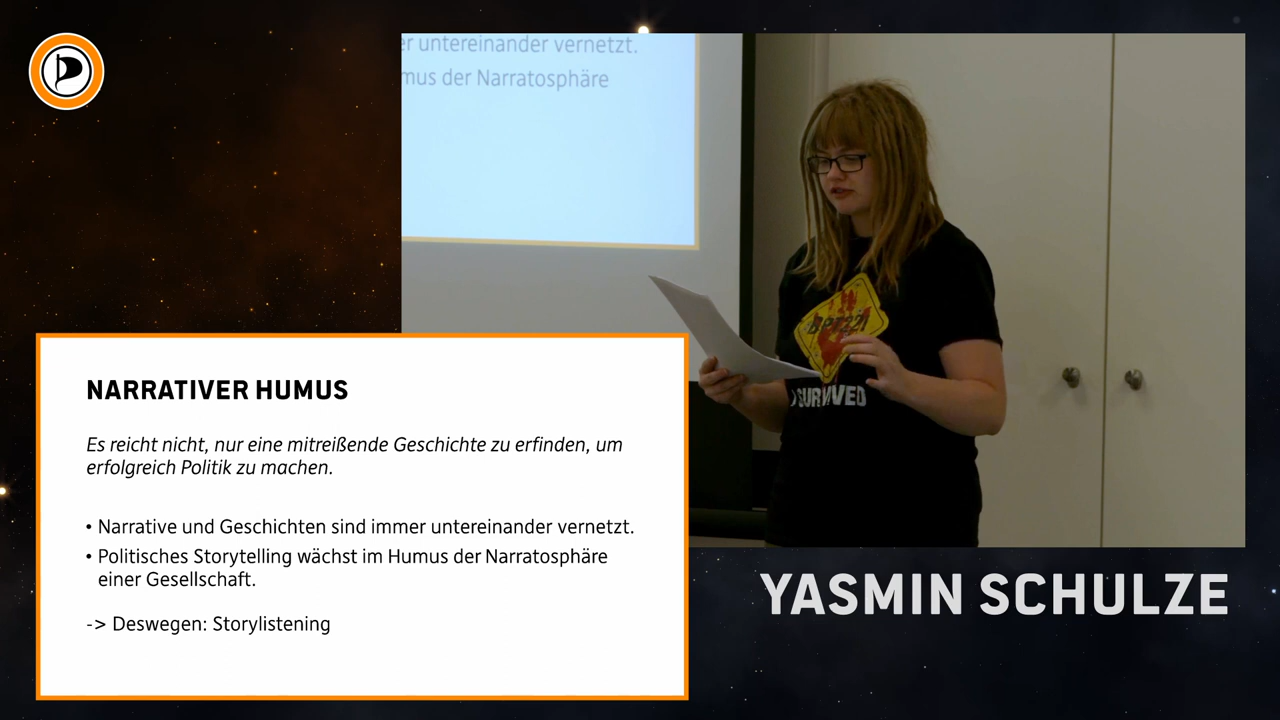 er untereinander vernetzt.
mus der Narratosphäre
SURVIVED
NARRATIVER HUMUS
Es reicht nicht, nur eine mitreißende Geschichte zu erfinden, um
erfolgreich Politik zu machen.
• Narrative und Geschichten sind immer untereinander vernetzt.
• Politisches Storytelling wächst im Humus der Narratosphäre
einer Gesellschaft.
-> Deswegen: Storylistening
YASMIN SCHULZE